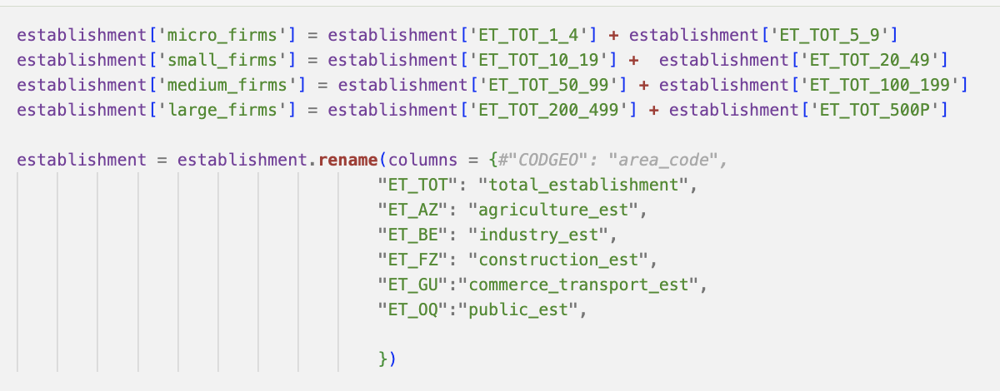 establishment['micro_firms'] = establishment['ET_TOT_1_4'] + establishment['ET_TOT_5_9']
establishment['small_firms'] = establishment['ET_TOT_10_19'] +  establishment['ET_TOT_20_49']
establishment['medium_firms'] = establishment['ET_TOT_50_99'] + establishment['ET_TOT_100_199']
establishment['large_firms'] = establishment['ET_TOT_200_499'] + establishment['ET_TOT_500P']
establishment = establishment.rename(columns = {#"CODGEO": "area_code",
"ET_TOT": "total_establishment",
"ET_AZ": "agriculture_est",
"ET_BE": "industry_est",
"ET_FZ": "construction_est",
"ET_GU":"commerce_transport_est",
"ET_OQ":"public_est",
})